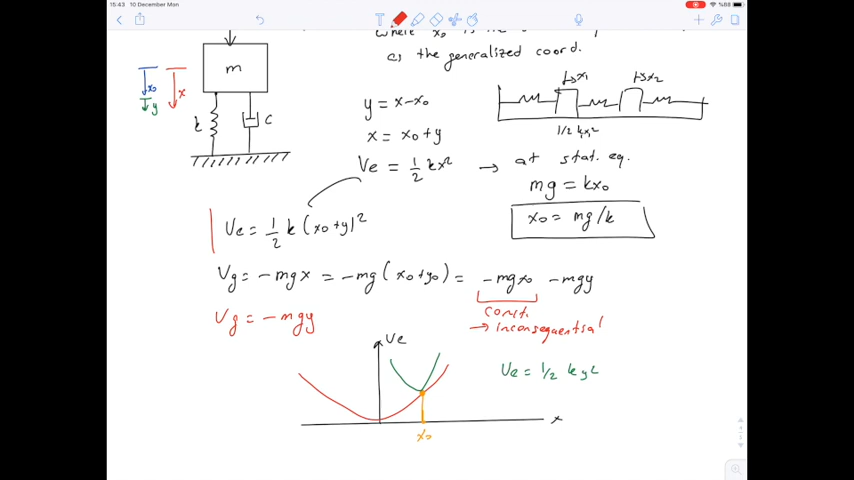 15:43 10 December Mon
%88
where x₀ is
as the generalized coord.
m
x₀
y
x
k
c
y = x-x₀
x = x₀+y
x₁
x₂
1/2 k₁x₁²
Ve = 1/2 kx² → at stat. eq.
mg = kx₀
x₀ = mg/k
Ve = 1/2 k (x₀+y)²
Vg = -mgx = -mg(x₀+y₀) = -mgx₀ -mgy
const.
→ inconsequential
Vg = -mgy
Ve
Ve = 1/2 ky²
x
x₀